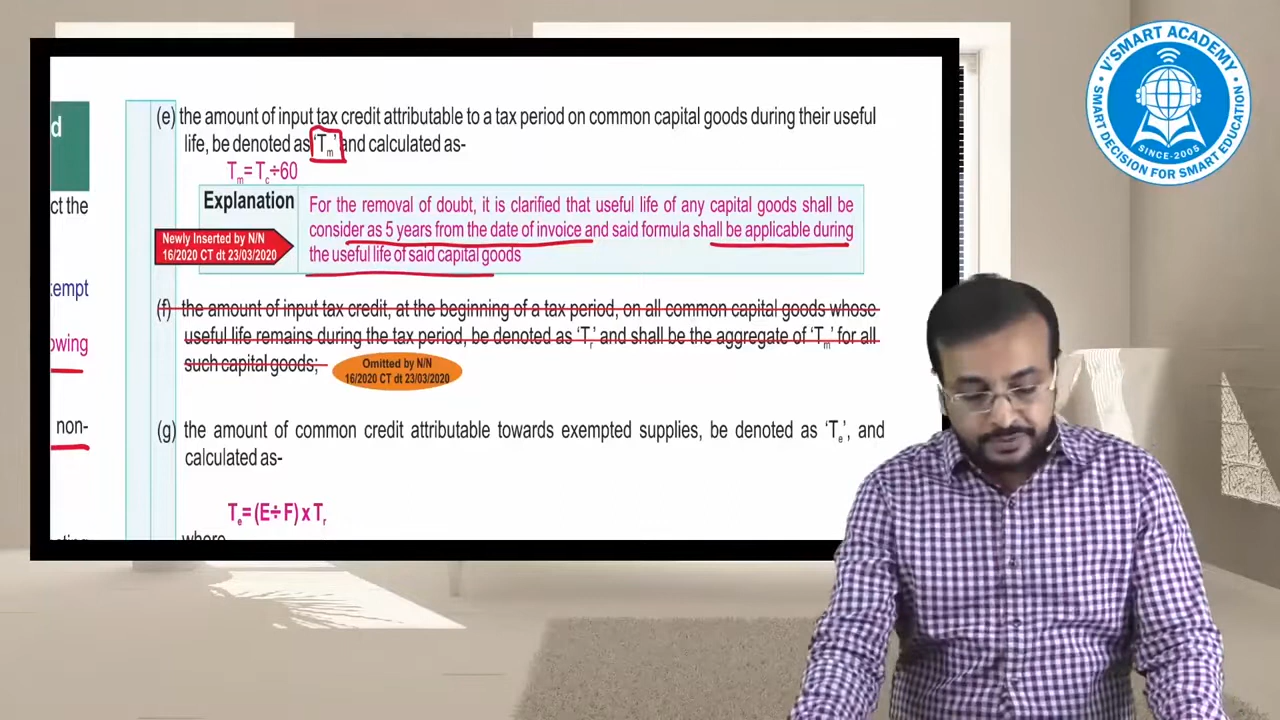 (e) the amount of input tax credit attributable to a tax period on common capital goods during their useful
life, be denoted as 'Tm' and calculated as-
Tm= Tc÷60
Explanation
For the removal of doubt, it is clarified that useful life of any capital goods shall be
consider as 5 years from the date of invoice and said formula shall be applicable during
the useful life of said capital goods
Newly Inserted by N/N
16/2020 CT dt 23/03/2020
(f) the amount of input tax credit, at the beginning of a tax period, on all common capital goods whose
useful life remains during the tax period, be denoted as 'Tr' and shall be the aggregate of 'Tm' for all
such capital goods;
Omitted by N/N
16/2020 CT dt 23/03/2020
(g) the amount of common credit attributable towards exempted supplies, be denoted as 'Te', and
calculated as-
Te= (E÷ F) x Tr
where
d
ct the
empt
owing
non-
V'SMART ACADEMY
SINCE-2005
SMART DECISION FOR SMART EDUCATION